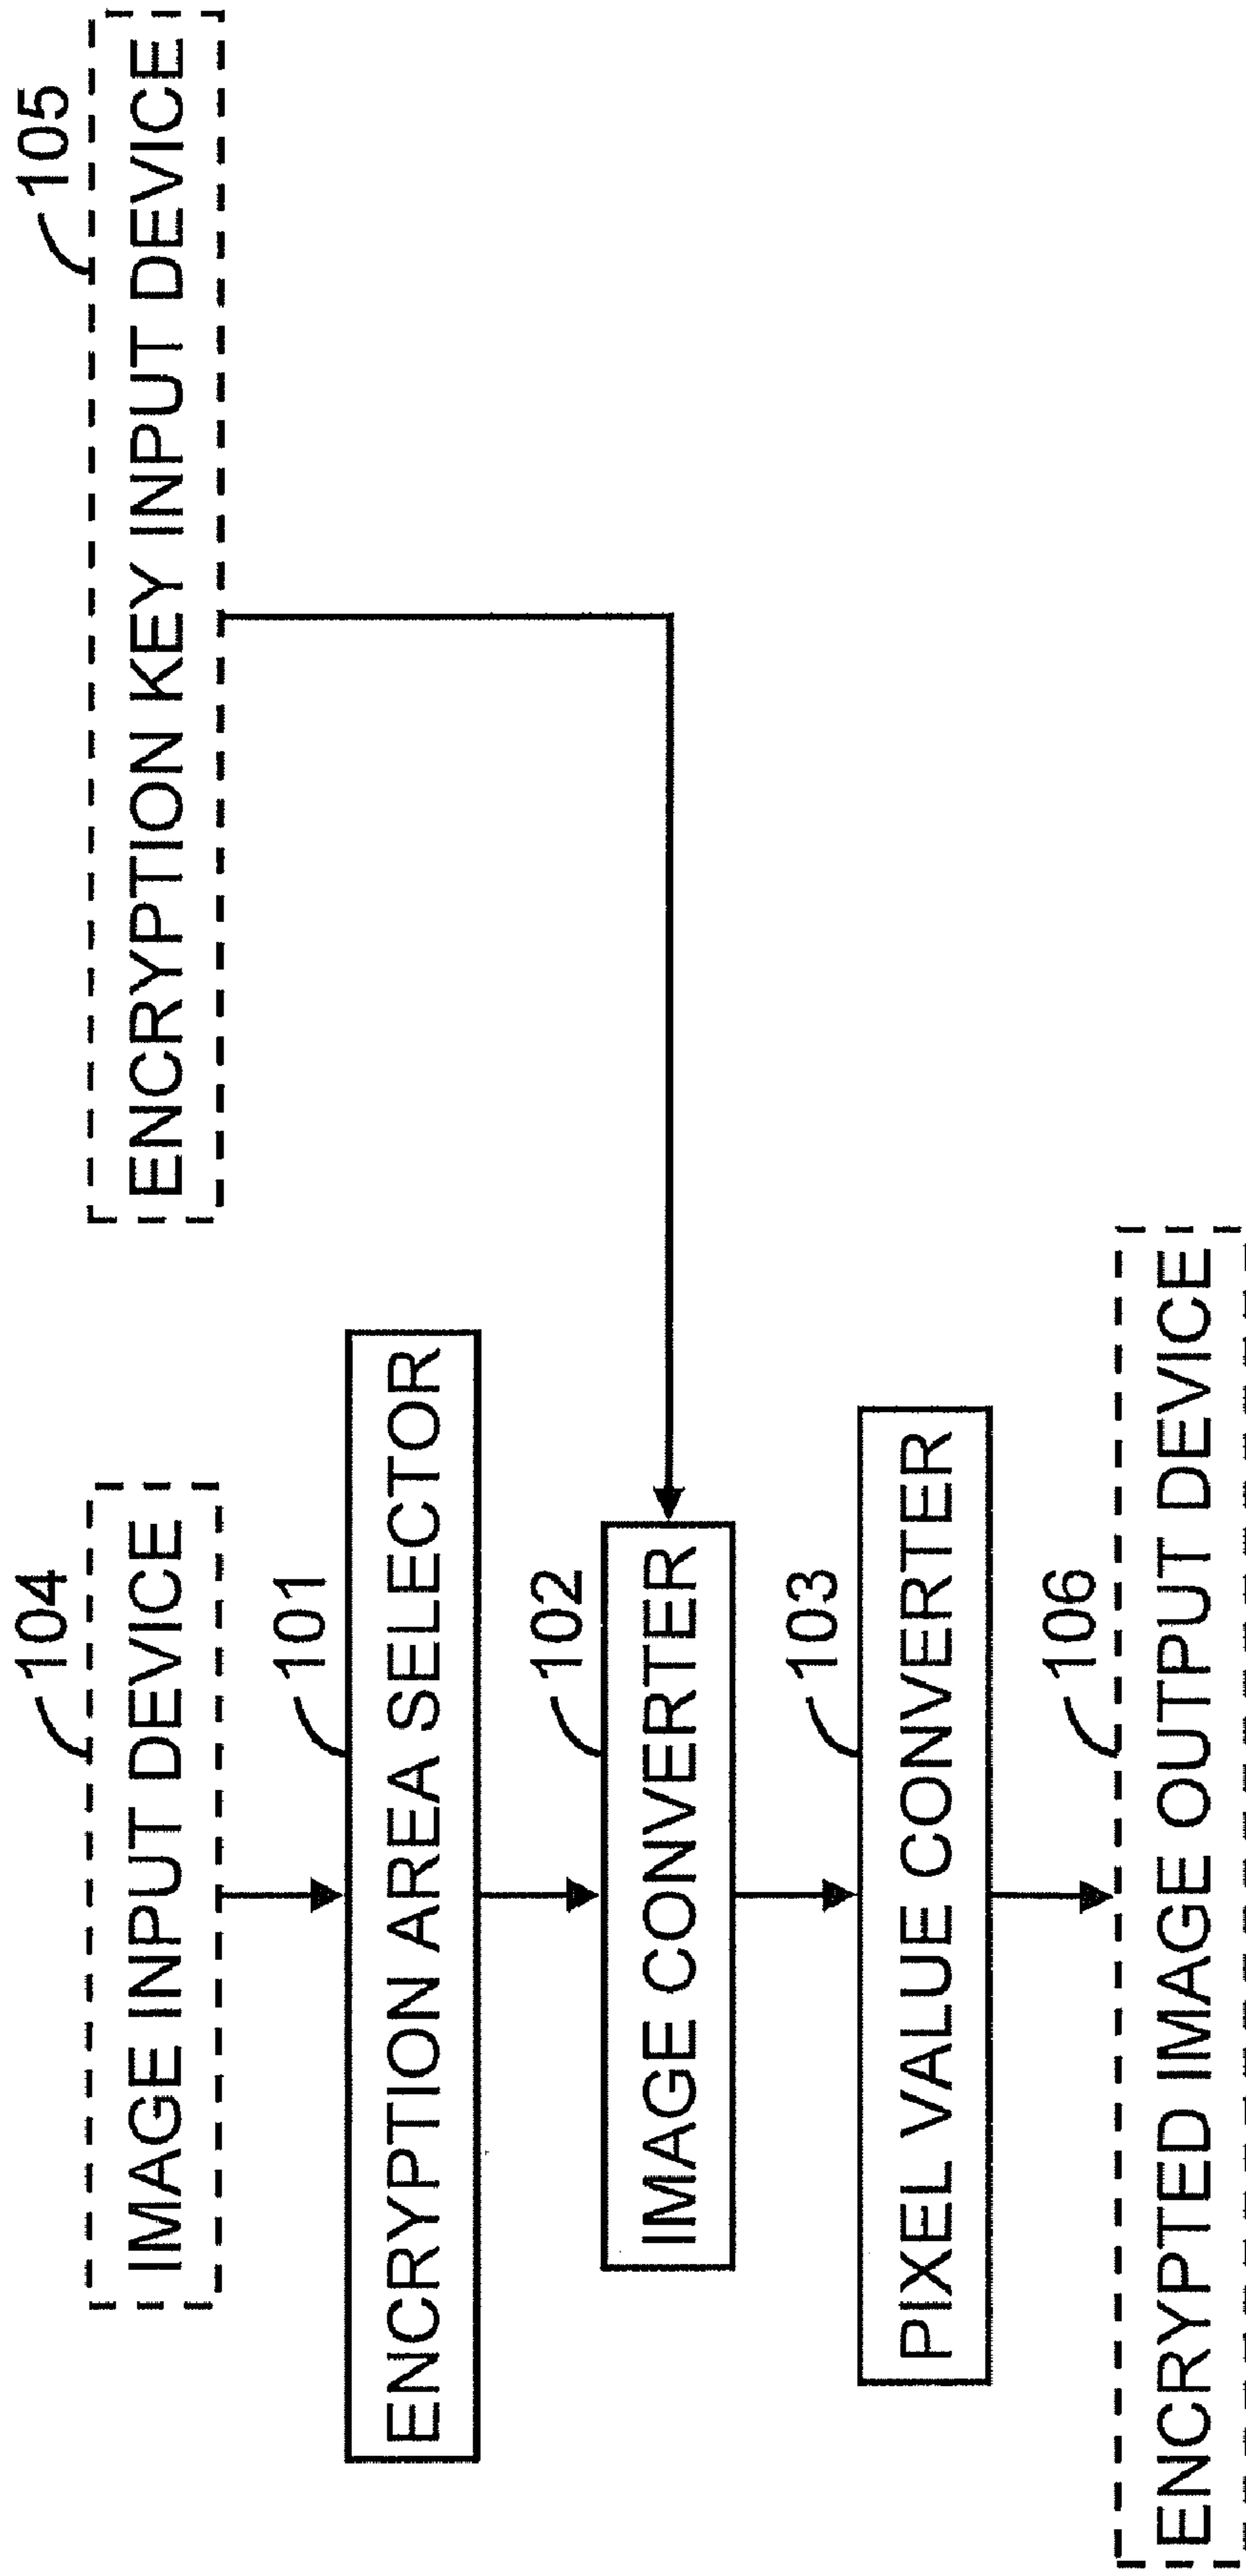 104
IMAGE INPUT DEVICE
105
ENCRYPTION KEY INPUT DEVICE
101
ENCRYPTION AREA SELECTOR
102
IMAGE CONVERTER
103
PIXEL VALUE CONVERTER
106
ENCRYPTED IMAGE OUTPUT DEVICE